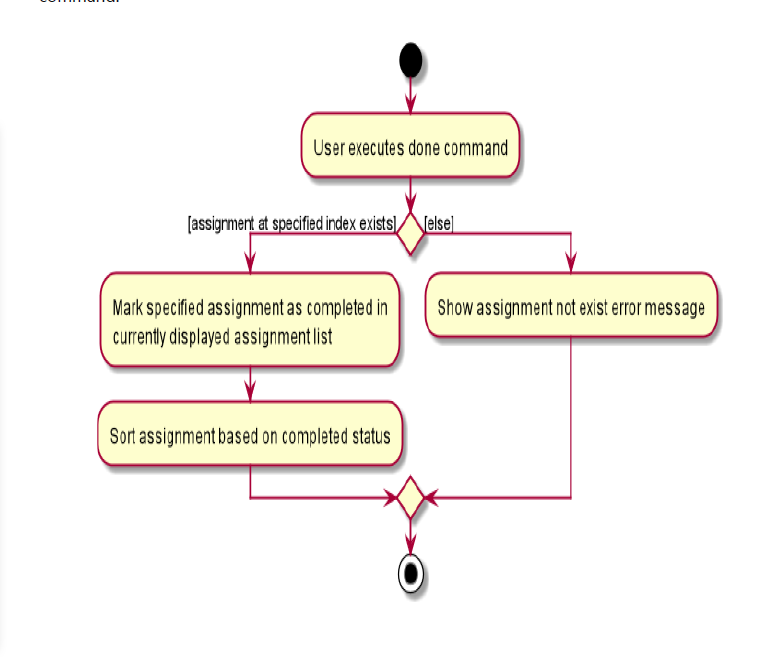 User executes done command
[assignment at specified index exists]
[else]
Mark specified assignment as completed in
currently displayed assignment list
Show assignment not exist error message
Sort assignment based on completed status